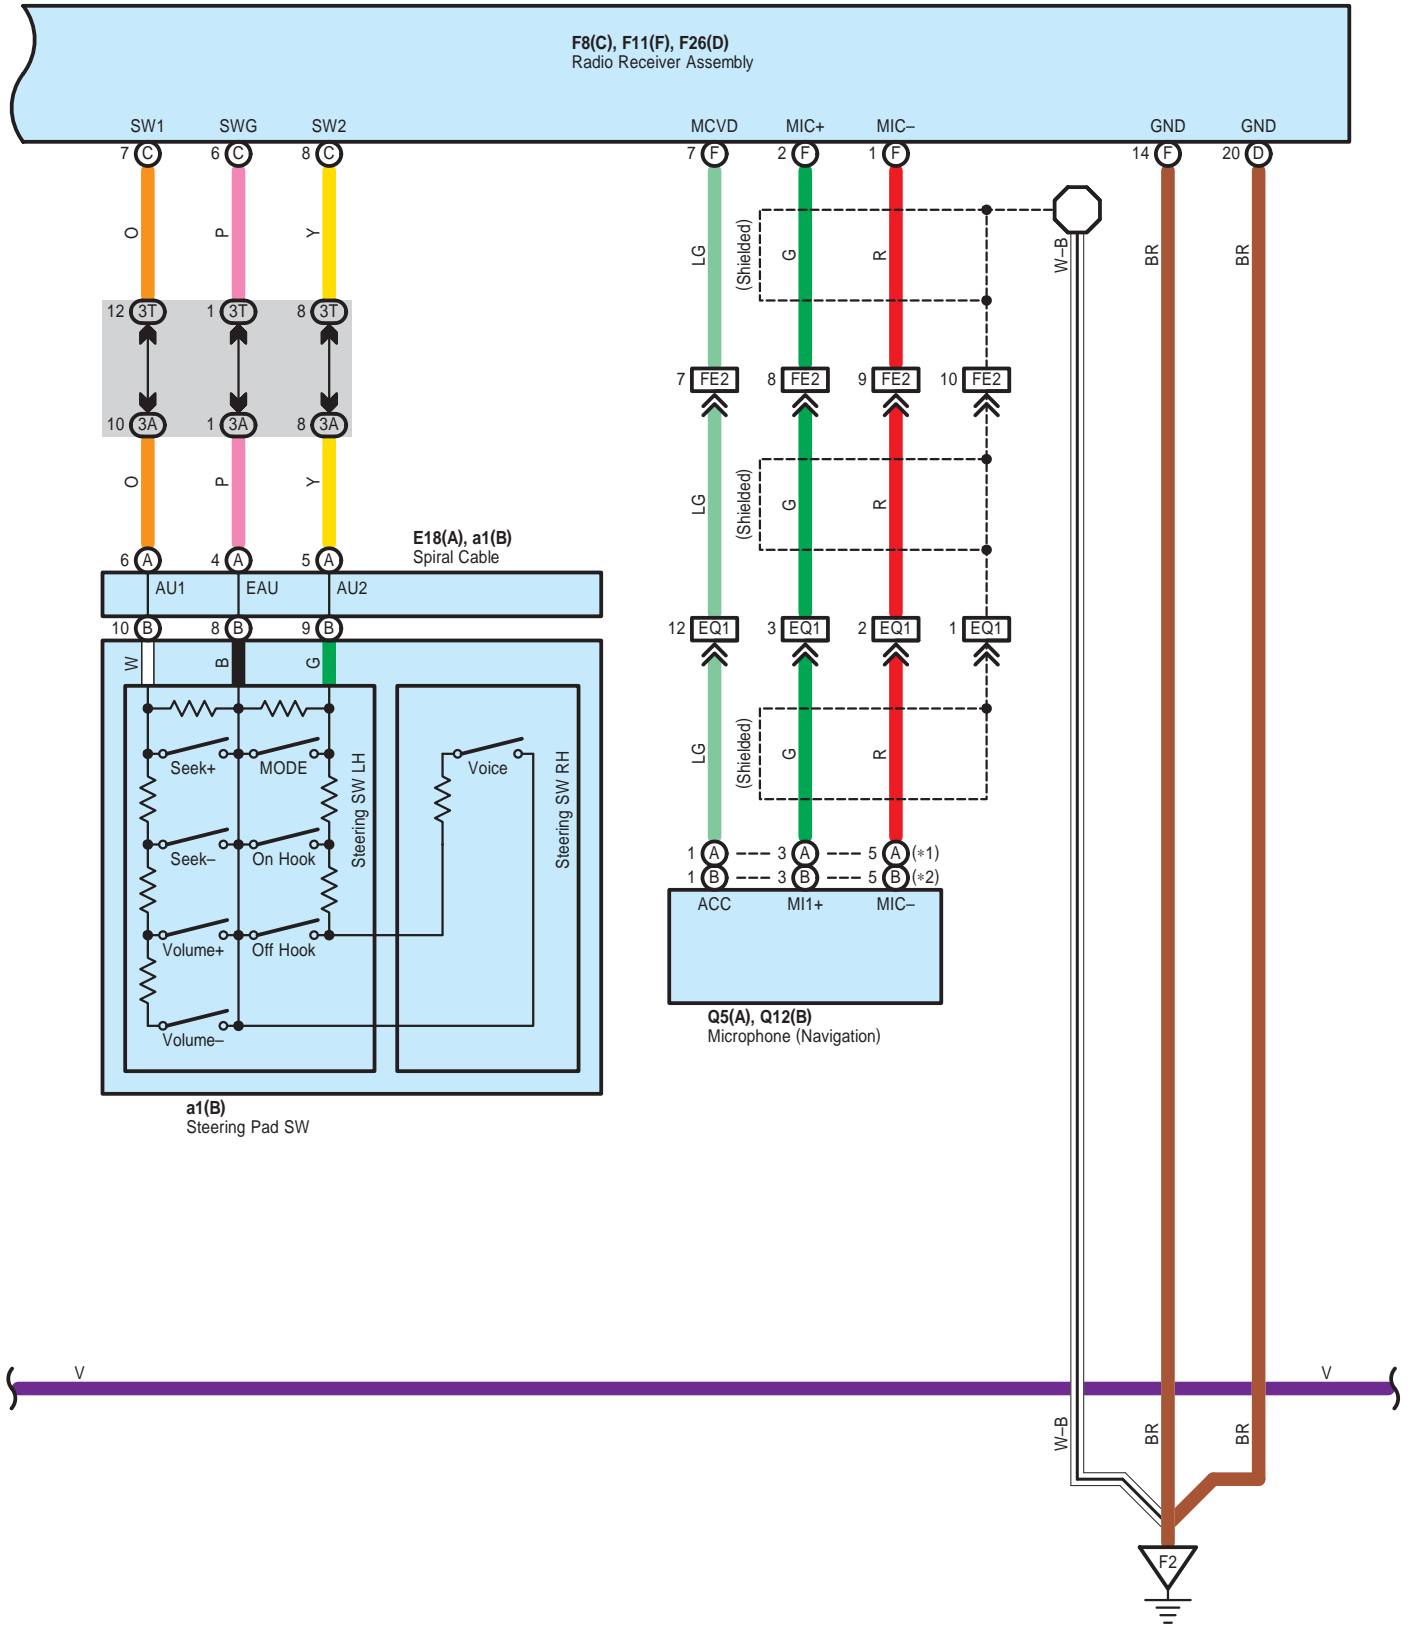 F8(C), F11(F), F26(D)
Radio Receiver Assembly
SW1 SWG SW2 MCVD MIC+ MIC– GND GND
7 C 6 C 8 C 7 F 2 F 1 F 14 F 20 D
O P Y LG (Shielded) G R W–B BR BR
12 3T 1 3T 8 3T
7 FE2 8 FE2 9 FE2 10 FE2
10 3A 1 3A 8 3A
O P Y LG (Shielded) G R
E18(A), a1(B)
Spiral Cable
6 A 4 A 5 A
AU1 EAU AU2
10 B 8 B 9 B
12 EQ1 3 EQ1 2 EQ1 1 EQ1
W B G
LG (Shielded) G R
Seek+ MODE Voice
Steering SW LH
Steering SW RH
Seek– On Hook
Volume+ Off Hook
Volume–
1 A 3 A 5 A (*1)
1 B 3 B 5 B (*2)
ACC MI1+ MIC–
Q5(A), Q12(B)
Microphone (Navigation)
a1(B)
Steering Pad SW
V V
W–B BR BR
F2